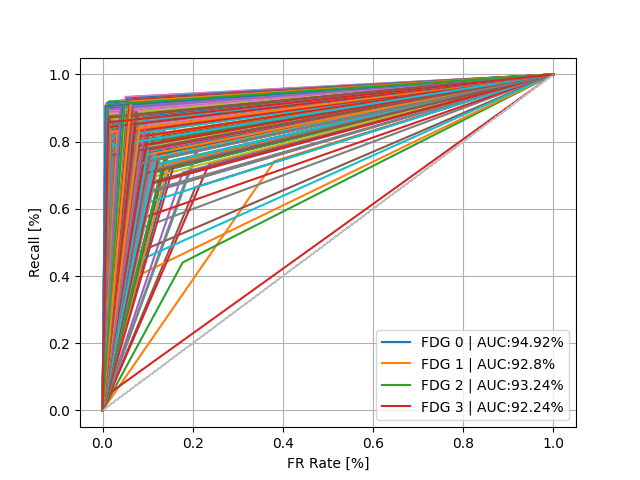 1.0
0.8
0.6
0.4
0.2
0.0
Recall [%]
0.0 0.2 0.4 0.6 0.8 1.0
FR Rate [%]
FDG 0 | AUC:94.92%
FDG 1 | AUC:92.8%
FDG 2 | AUC:93.24%
FDG 3 | AUC:92.24%